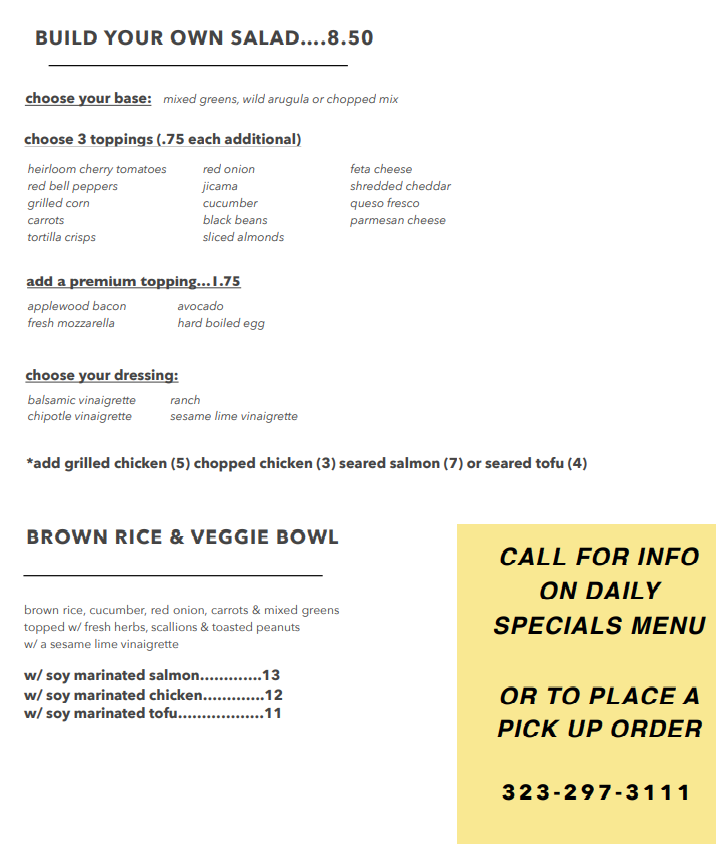 BUILD YOUR OWN SALAD....8.50
choose your base: mixed greens, wild arugula or chopped mix
choose 3 toppings (.75 each additional)
heirloom cherry tomatoes red onion feta cheese
red bell peppers jicama shredded cheddar
grilled corn cucumber queso fresco
carrots black beans parmesan cheese
tortilla crisps sliced almonds
add a premium topping...1.75
applewood bacon avocado
fresh mozzarella hard boiled egg
choose your dressing:
balsamic vinaigrette ranch
chipotle vinaigrette sesame lime vinaigrette
*add grilled chicken (5) chopped chicken (3) seared salmon (7) or seared tofu (4)
BROWN RICE & VEGGIE BOWL
brown rice, cucumber, red onion, carrots & mixed greens
topped w/ fresh herbs, scallions & toasted peanuts
w/ a sesame lime vinaigrette
w/ soy marinated salmon.............13
w/ soy marinated chicken.............12
w/ soy marinated tofu..................11
CALL FOR INFO
ON DAILY
SPECIALS MENU
OR TO PLACE A
PICK UP ORDER
323-297-3111